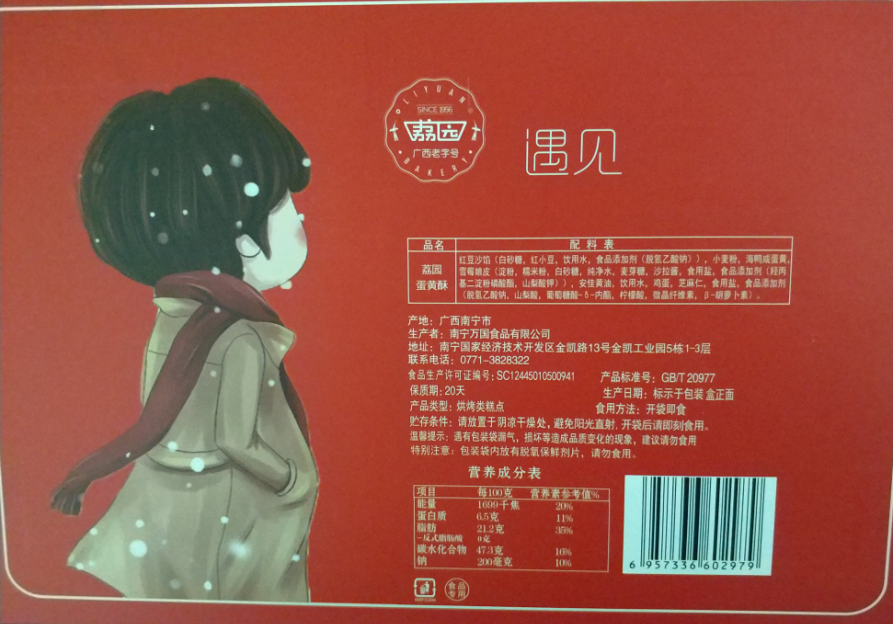 LIYUAN
SINCE 1956
荔园
广西老字号
BAKERY
遇见
品名 配料表
荔园
蛋黄酥
红豆沙馅（白砂糖，红小豆，饮用水，食品添加剂（脱氢乙酸钠）），小麦粉，海鸭咸蛋黄，
雪莓娘皮（淀粉，糯米粉，白砂糖，纯净水，麦芽糖，沙拉酱，食用盐，食品添加剂（羟丙
基二淀粉磷酸酯，山梨酸钾）），安佳黄油，饮用水，鸡蛋，芝麻仁，食用盐，食品添加剂
（脱氢乙酸钠，山梨酸，葡萄糖酸-δ-内酯，柠檬酸，微晶纤维素，β-胡萝卜素）。
产地：广西南宁市
生产者：南宁万国食品有限公司
地址：南宁国家经济技术开发区金凯路13号金凯工业园5栋1-3层
联系电话：0771-3828322
食品生产许可证编号：SC12445010500941 产品标准号：GB/T 20977
保质期：20天 生产日期：标示于包装盒正面
产品类型：烘烤类糕点 食用方法：开袋即食
贮存条件：请放置于阴凉干燥处，避免阳光直射，开袋后请即刻食用。
温馨提示：遇有包装袋漏气，损坏等造成品质变化的现象，建议请勿食用
特别注意：包装袋内放有脱氧保鲜剂片，请勿食用。
营养成分表
项目 每100克 营养素参考值%
能量 1699千焦 20%
蛋白质 6.5克 11%
脂肪 21.2克 35%
-反式脂肪酸 0克
碳水化合物 47.3克 16%
钠 200毫克 10%
食品
专用
6 957336 602979